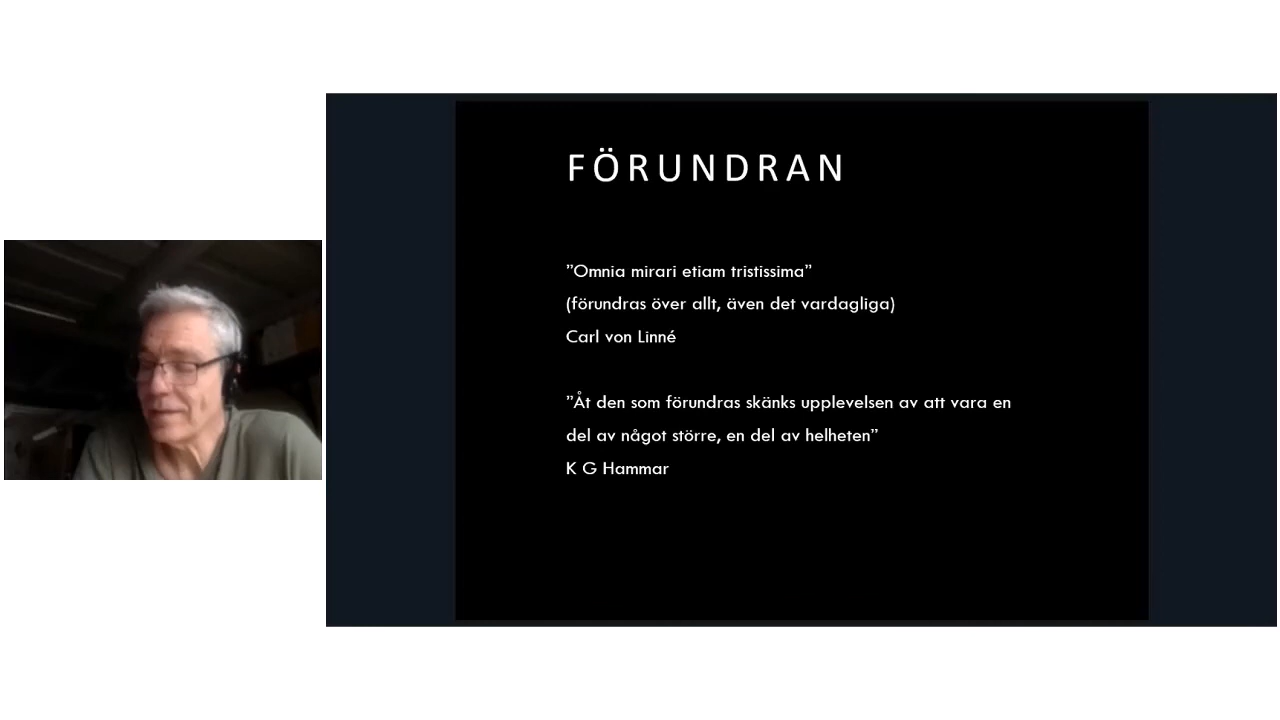 FÖRUNDRAN
”Omnia mirari etiam tristissima”
(förundras över allt, även det vardagliga)
Carl von Linné
”Åt den som förundras skänks upplevelsen av att vara en
del av något större, en del av helheten”
K G Hammar